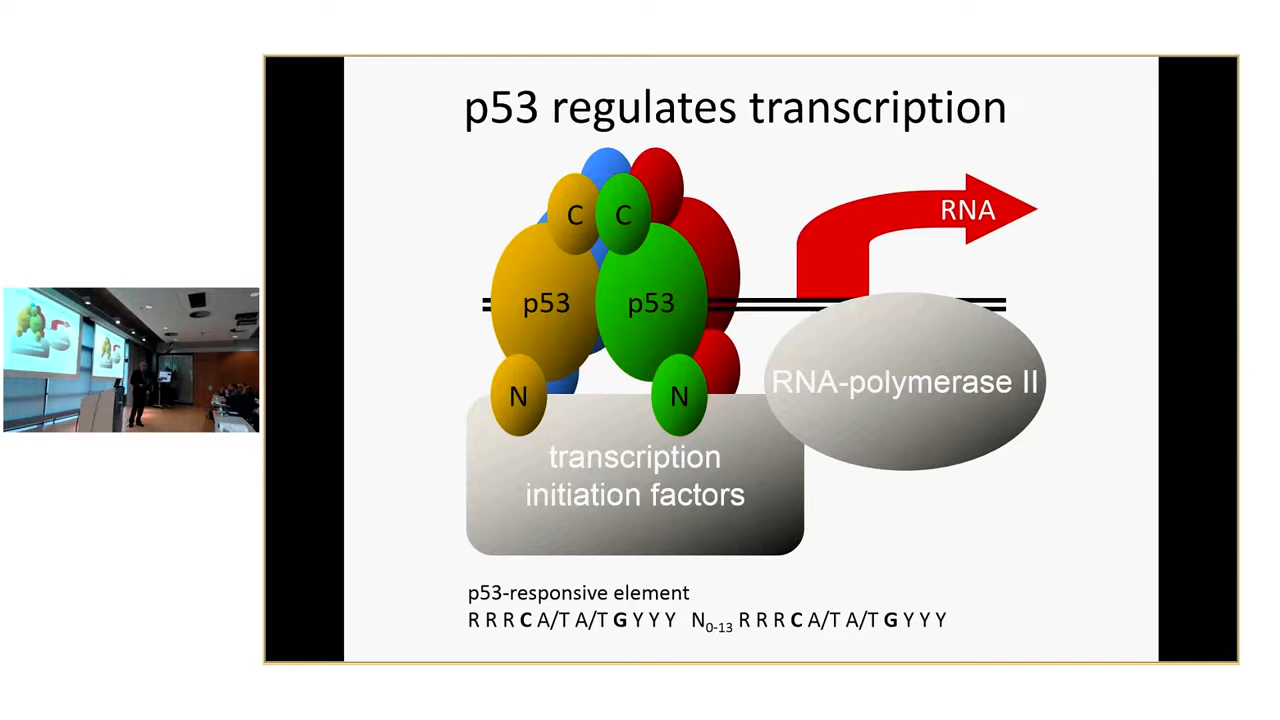 p53 regulates transcription
C C
RNA
p53 p53
RNA-polymerase II
N N
transcription
initiation factors
p53-responsive element
R R R C A/T A/T G Y Y Y N0-13 R R R C A/T A/T G Y Y Y